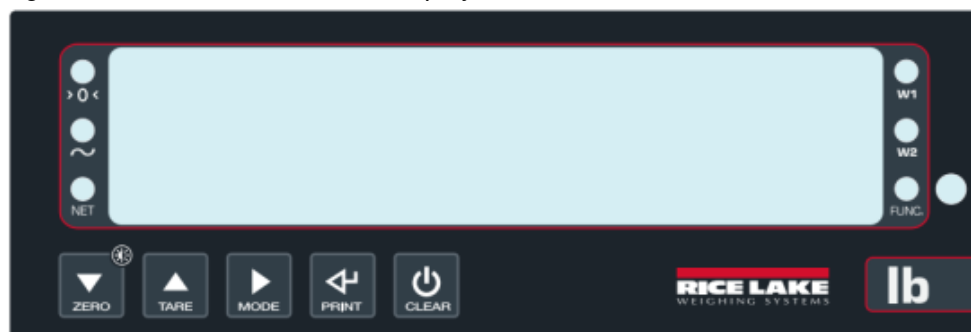 >0<
W1
W2
NET
FUNC.
ZERO
TARE
MODE
PRINT
CLEAR
RICE LAKE
WEIGHING SYSTEMS
lb